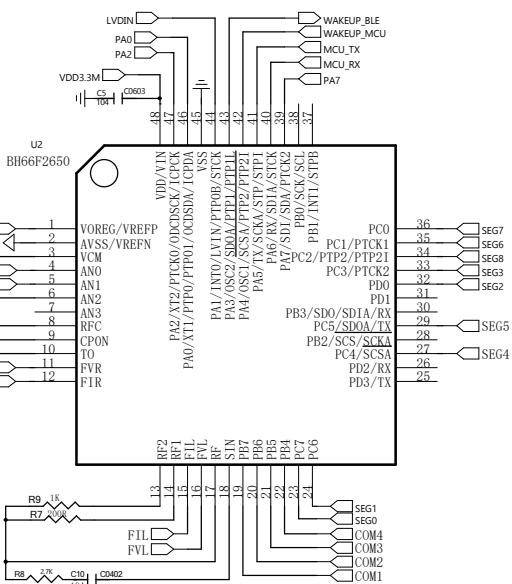 LVDIN
WAKEUP_BLE
WAKEUP_MCU
PA0
MCU_TX
PA2
MCU_RX
VDD3.3M
PA7
C5
C0603
104
48
47
46
45
44
43
42
41
40
39
38
37
U2
BH66F2650
VDD/VIN
PA2/XT2/PTCK0/ODCDSCK/ICPCK
PA0/XT1/PTP0/PTP01/OCDSDA/ICPDA
VSS
PA1/INT0/LVIN/PTP0B/STCK
PA3/OSC2/SDOA/PTP1/PTP1I
PA4/OSC1/SCSA/PTP2/PTP2I
PA5/TX/SCKA/STP/STPI
PA6/RX/SDIA/STCK
PA7/SDI/SDA/PTCK2
PB0/SCK/SCL
PB1/INT1/STPB
1 VOREG/VREFP
2 AVSS/VREFN
3 VCM
4 AN0
5 AN1
6 AN2
7 AN3
8 RFC
9 CPON
10 TO
11 FVR
12 FIR
PC0 36 SEG7
PC1/PTCK1 35 SEG6
PC2/PTP2/PTP2I 34 SEG8
PC3/PTCK2 33 SEG3
PD0 32 SEG2
PD1 31
PB3/SDO/SDIA/RX 30
PC5/SDOA/TX 29 SEG5
PB2/SCS/SCKA 28
PC4/SCSA 27 SEG4
PD2/RX 26
PD3/TX 25
RF2
RF1
FIL
FVL
RF
SIN
PB7
PB6
PB5
PB4
PC7
PC6
13
14
15
16
17
18
19
20
21
22
23
24
R9 1K
R7 200R
SEG1
SEG0
FIL
COM4
FVL
COM3
COM2
COM1
R8 2.7K C10 C0402